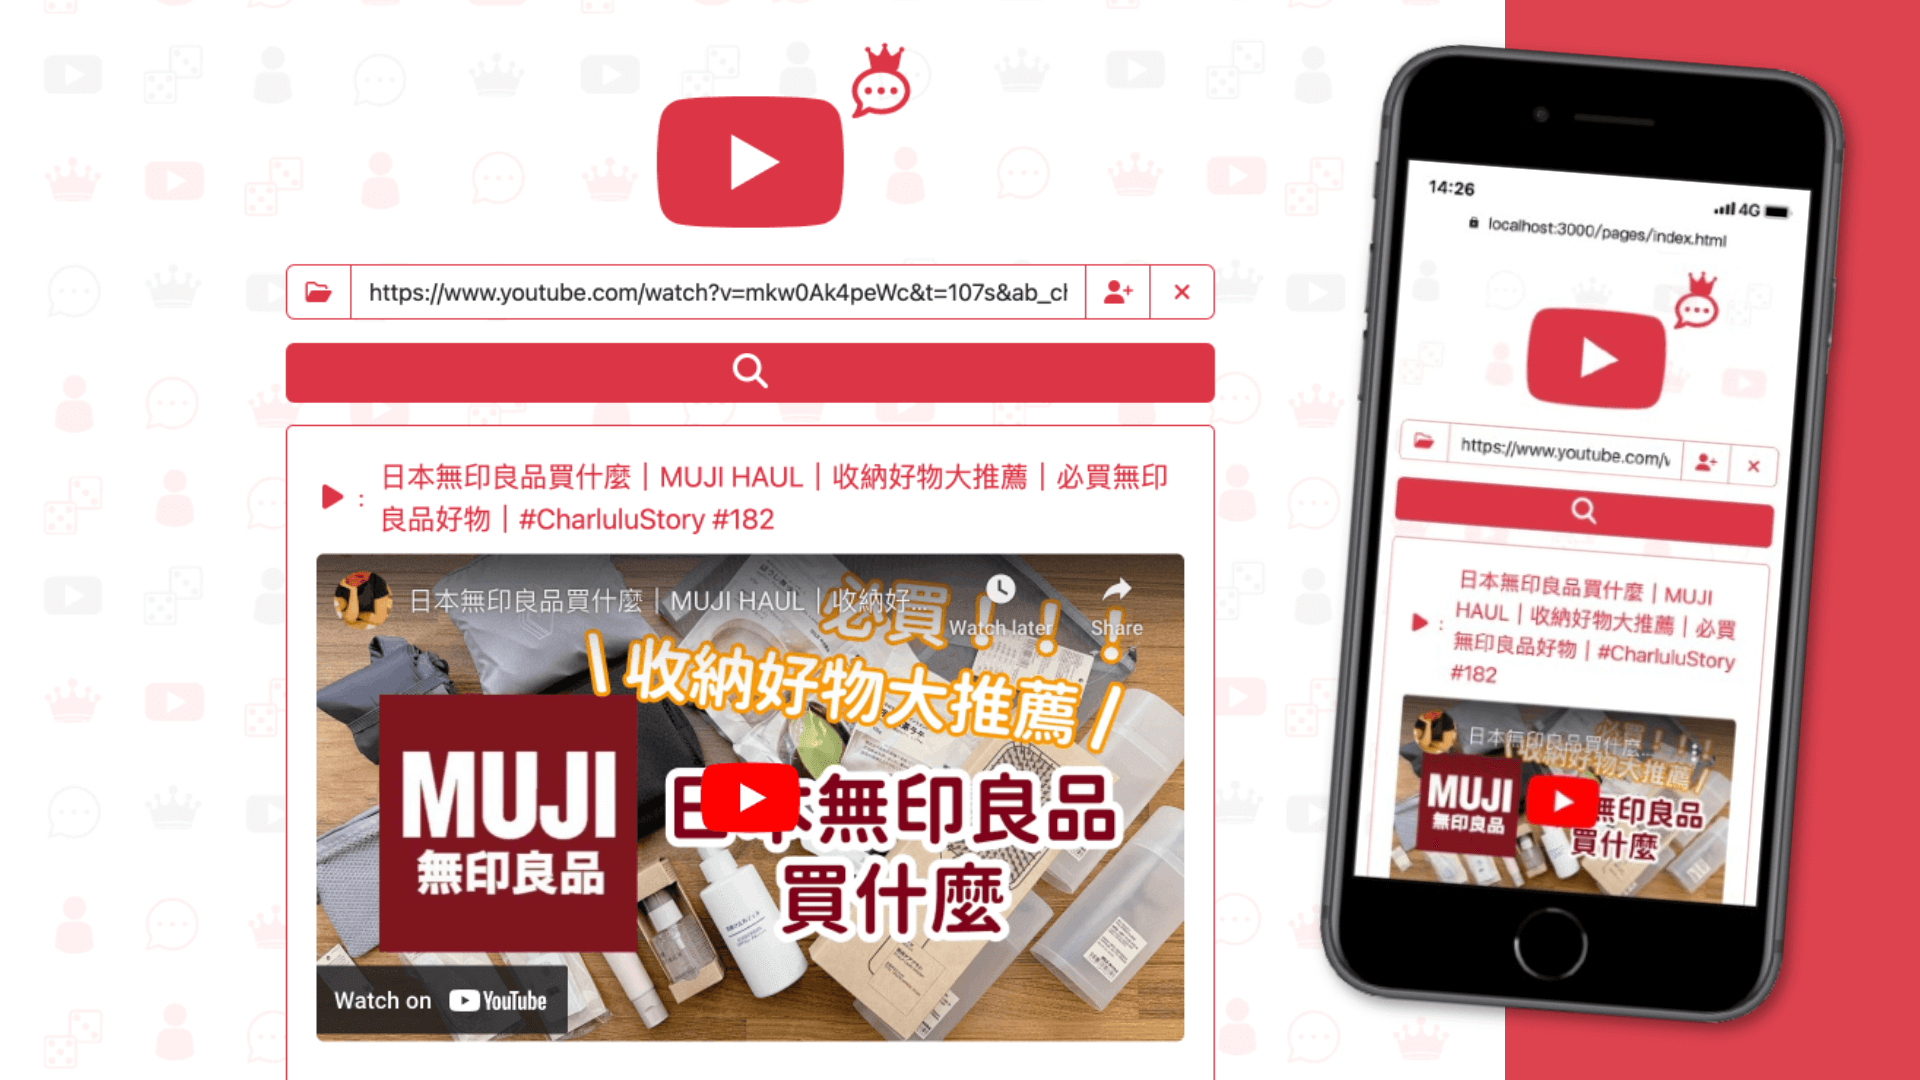 https://www.youtube.com/watch?v=mkw0Ak4peWc&t=107s&ab_cl
日本無印良品買什麼｜MUJI HAUL｜收納好物大推薦｜必買無印
:
良品好物｜#CharluluStory #182
日本無印良品買什麼｜MUJI HAUL｜收納好...
Watch later
Share
必買！！！
\收納好物大推薦/
MUJI
無印良品
日本無印良品
買什麼
Watch on YouTube
14:26
4G
localhost:3000/pages/index.html
https://www.youtube.com/
日本無印良品買什麼｜MUJI
HAUL｜收納好物大推薦｜必買
:
無印良品好物｜#CharluluStory
#182
日本無印良品買什麼...
必買！！！
收納好物大推薦/
MUJI
無印良品
無印良品
買什麼